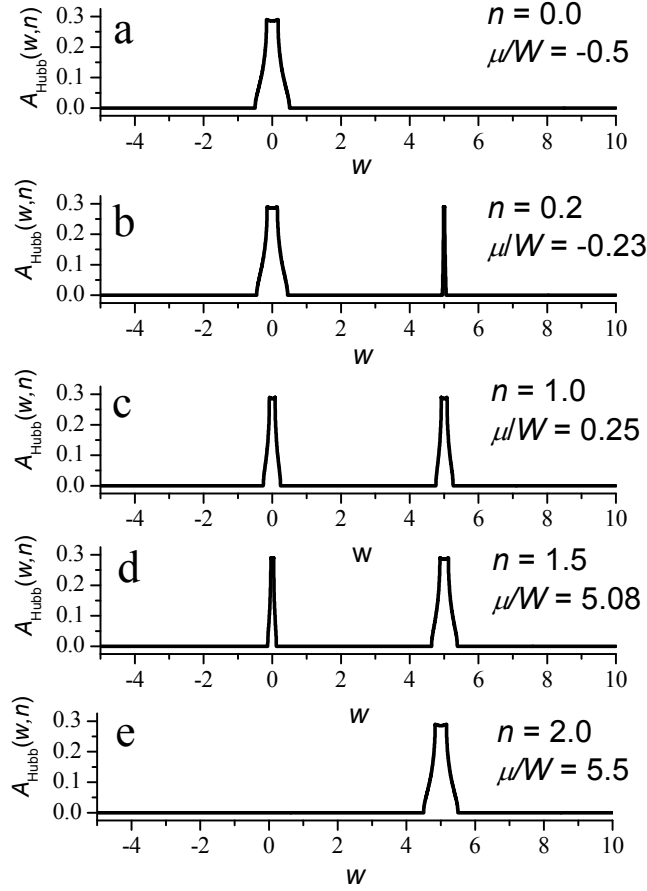 a
n = 0.0
μ/W = -0.5
A_Hubb(w,n)
0.3
0.2
0.1
0.0
-4 -2 0 2 4 6 8 10
w
b
n = 0.2
μ/W = -0.23
A_Hubb(w,n)
0.3
0.2
0.1
0.0
-4 -2 0 2 4 6 8 10
w
c
n = 1.0
μ/W = 0.25
A_Hubb(w,n)
0.3
0.2
0.1
0.0
-4 -2 0 2 4 6 8 10
w
d
n = 1.5
μ/W = 5.08
A_Hubb(w,n)
0.3
0.2
0.1
0.0
-4 -2 0 2 4 6 8 10
w
e
n = 2.0
μ/W = 5.5
A_Hubb(w,n)
0.3
0.2
0.1
0.0
-4 -2 0 2 4 6 8 10
w